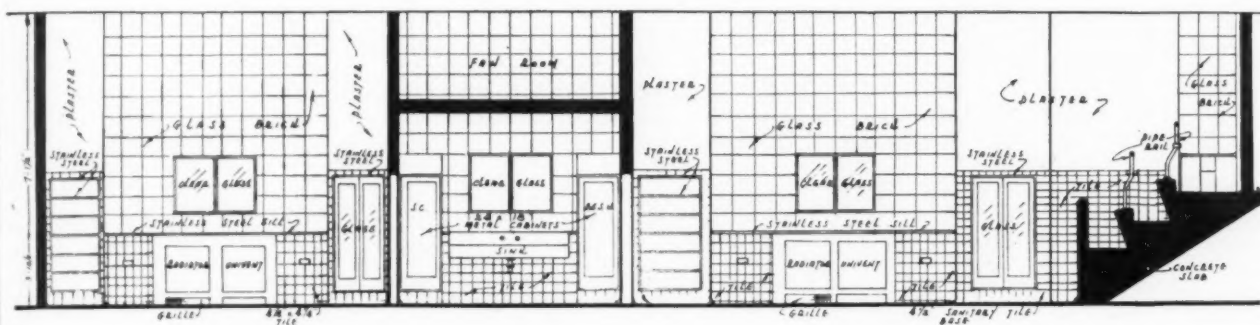 PLASTER
GLASS BRICK
PLASTER
STAINLESS
STEEL
CLEAR GLASS
STAINLESS
STEEL
GLASS
STAINLESS STEEL SILL
RADIATOR UNIVENT
GRILLE
TILE
FAN ROOM
CLEAR GLASS
S.C.
METAL CABINETS
SINK
TILE
PLASTER
STAINLESS
STEEL
GLASS BRICK
CLEAR GLASS
STAINLESS STEEL SILL
TILE
RADIATOR UNIVENT
TILE
GRILLE
SANITARY TILE
BASE
STAINLESS
STEEL
GLASS
PLASTER
GLASS
BRICK
PIPE
RAIL
TILE
CONCRETE
SLAB